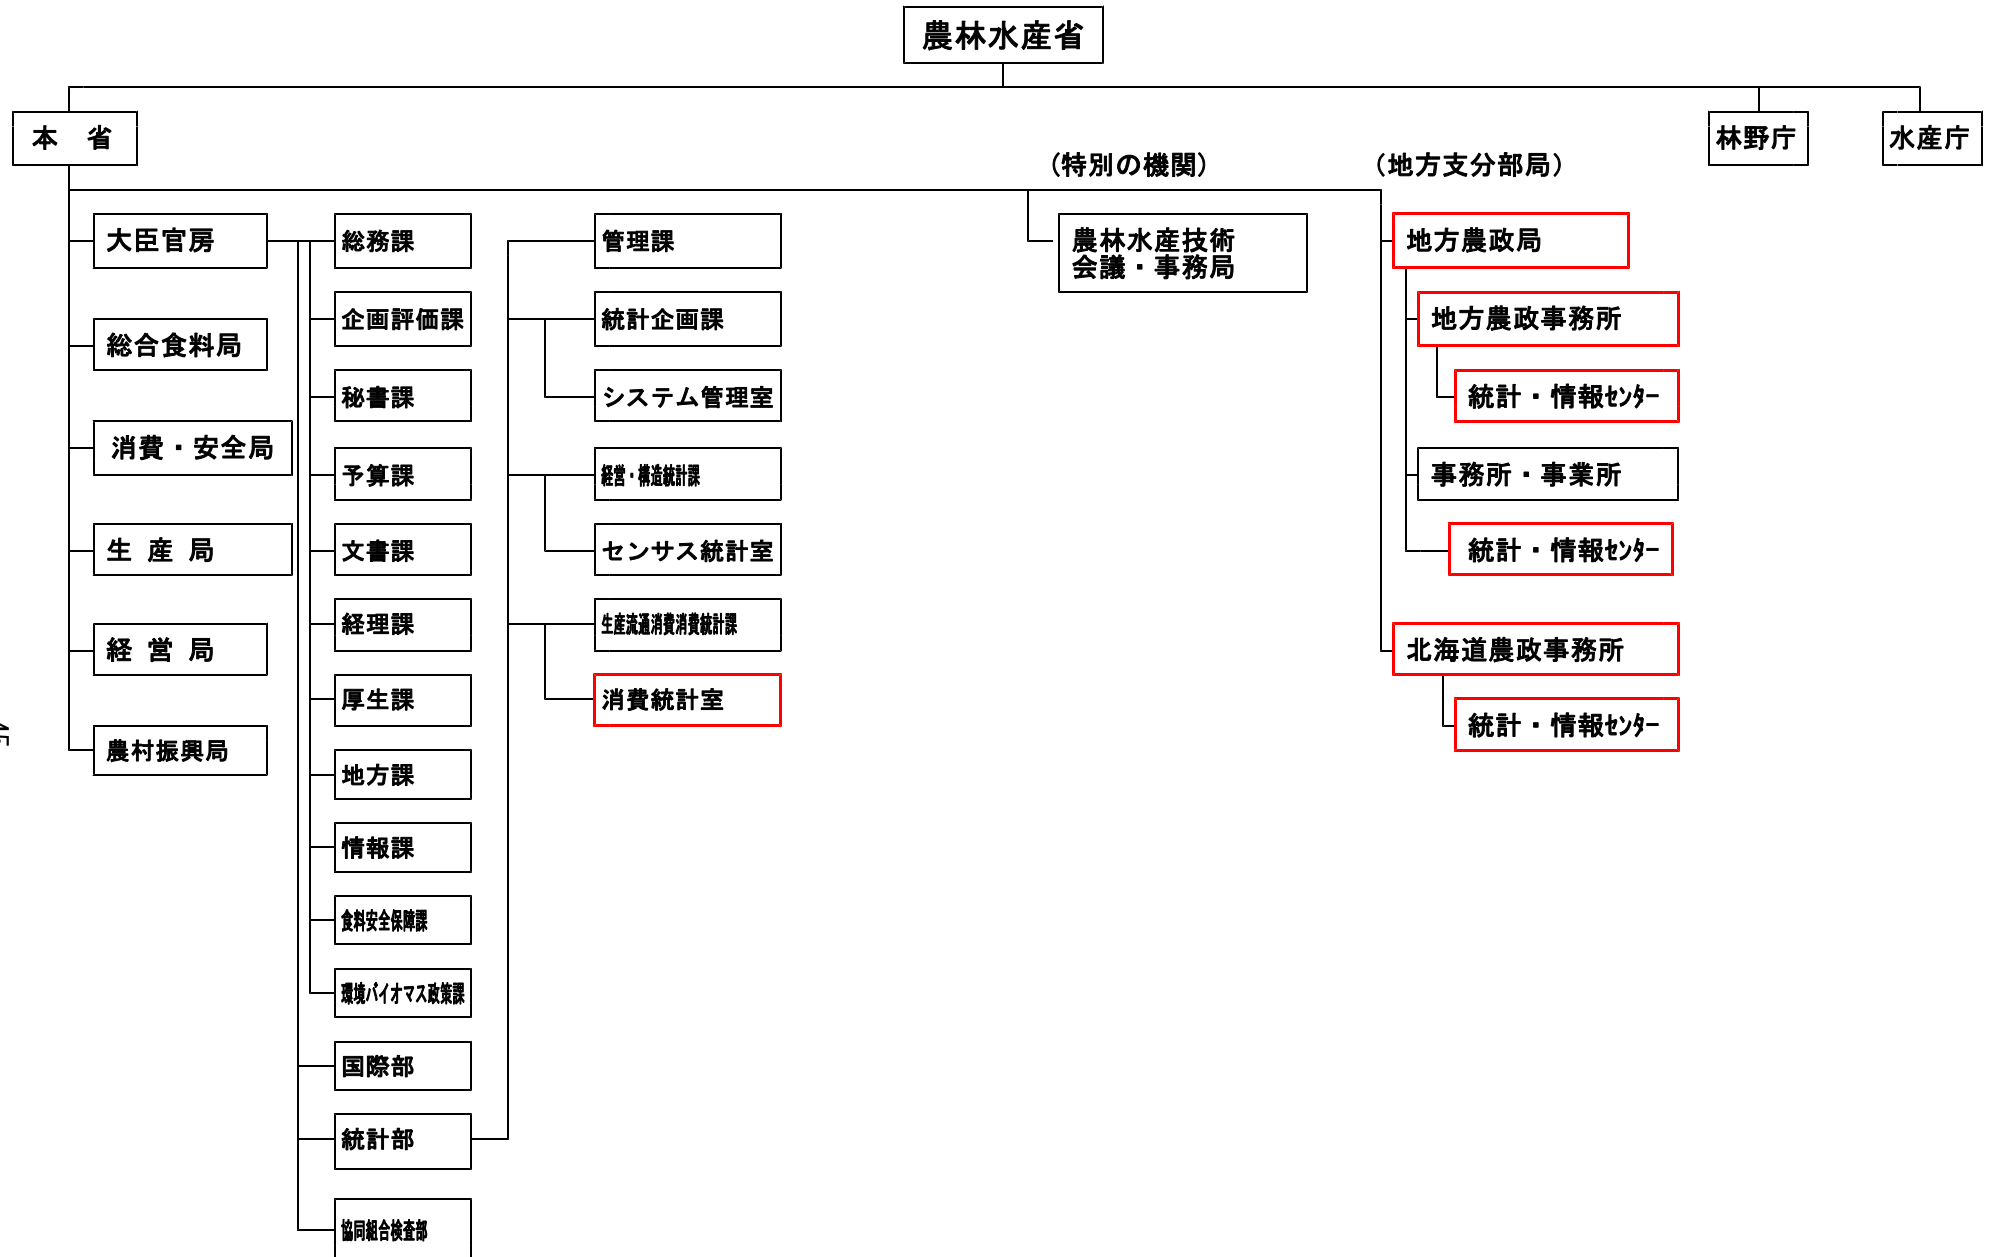 農林水産省
本 省
林野庁
水産庁
（特別の機関）
（地方支分部局）
大臣官房
総合食料局
消費・安全局
生 産 局
経 営 局
農村振興局
総務課
企画評価課
秘書課
予算課
文書課
経理課
厚生課
地方課
情報課
食料安全保障課
環境バイオマス政策課
国際部
統計部
協同組合検査部
管理課
統計企画課
システム管理室
経営・構造統計課
センサス統計室
生産流通消費消費統計課
消費統計室
農林水産技術
会議・事務局
地方農政局
地方農政事務所
統計・情報ｾﾝﾀｰ
事務所・事業所
統計・情報ｾﾝﾀｰ
北海道農政事務所
統計・情報ｾﾝﾀｰ